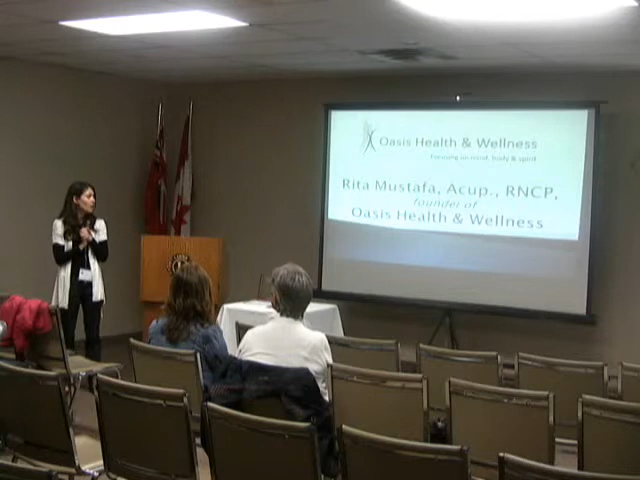 Oasis Health & Wellness
Focusing on mind, body & spirit
Rita Mustafa, Acup., RNCP,
founder of
Oasis Health & Wellness